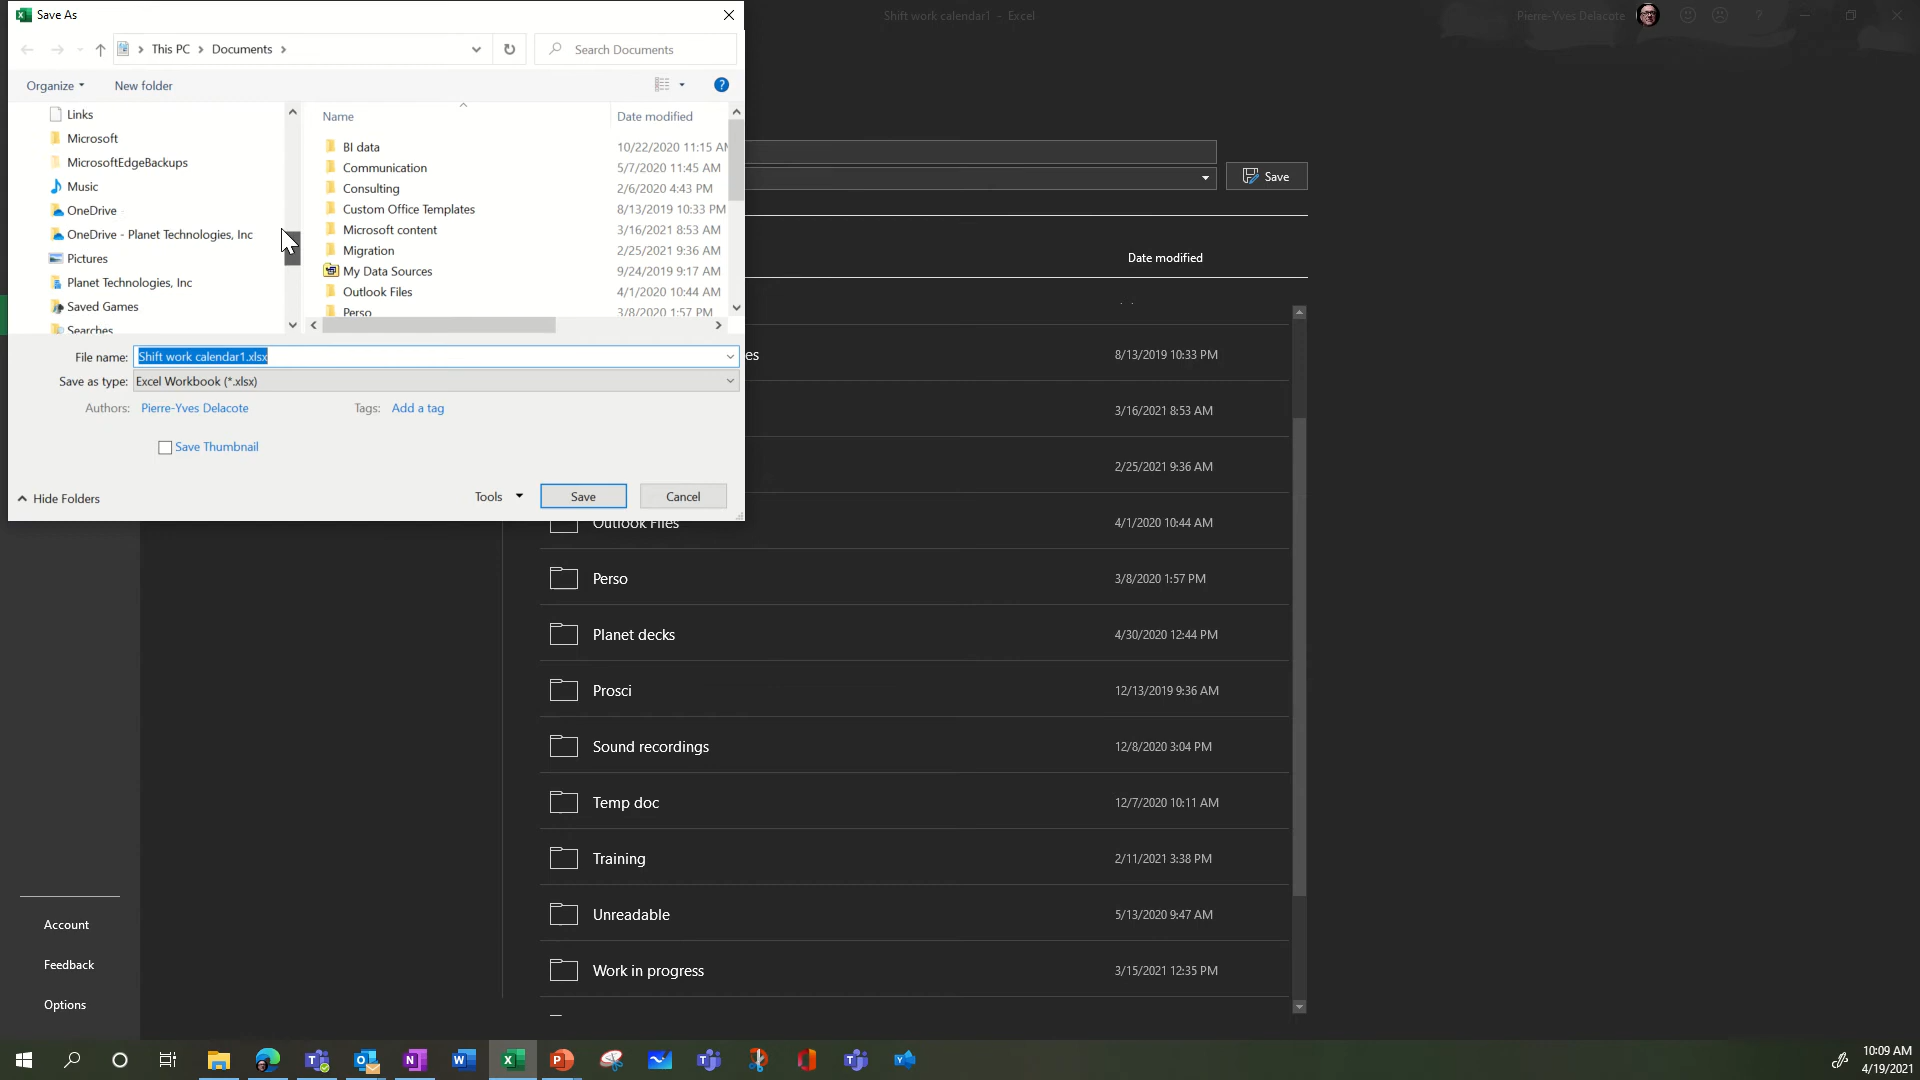 Save As
Shift work calendar1 - Excel
Pierre-Yves Delacote
This PC > Documents >
Search Documents
Organize
New folder
Links
Microsoft
MicrosoftEdgeBackups
Music
OneDrive
OneDrive - Planet Technologies, Inc
Pictures
Planet Technologies, Inc
Saved Games
Searches
Name Date modified
BI data 10/22/2020 11:15 AM
Communication 5/7/2020 11:45 AM
Consulting 2/6/2020 4:43 PM
Custom Office Templates 8/13/2019 10:33 PM
Microsoft content 3/16/2021 8:53 AM
Migration 2/25/2021 9:36 AM
My Data Sources 9/24/2019 9:17 AM
Outlook Files 4/1/2020 10:44 AM
Perso 3/8/2020 1:57 PM
File name: Shift work calendar1.xlsx
Save as type: Excel Workbook (*.xlsx)
Authors: Pierre-Yves Delacote
Tags: Add a tag
Save Thumbnail
Hide Folders
Tools
Save
Cancel
Save
Date modified
es 8/13/2019 10:33 PM
3/16/2021 8:53 AM
2/25/2021 9:36 AM
Outlook Files 4/1/2020 10:44 AM
Perso 3/8/2020 1:57 PM
Planet decks 4/30/2020 12:44 PM
Prosci 12/13/2019 9:36 AM
Sound recordings 12/8/2020 3:04 PM
Temp doc 12/7/2020 10:11 AM
Training 2/11/2021 3:38 PM
Unreadable 5/13/2020 9:47 AM
Work in progress 3/15/2021 12:35 PM
Account
Feedback
Options
10:09 AM
4/19/2021